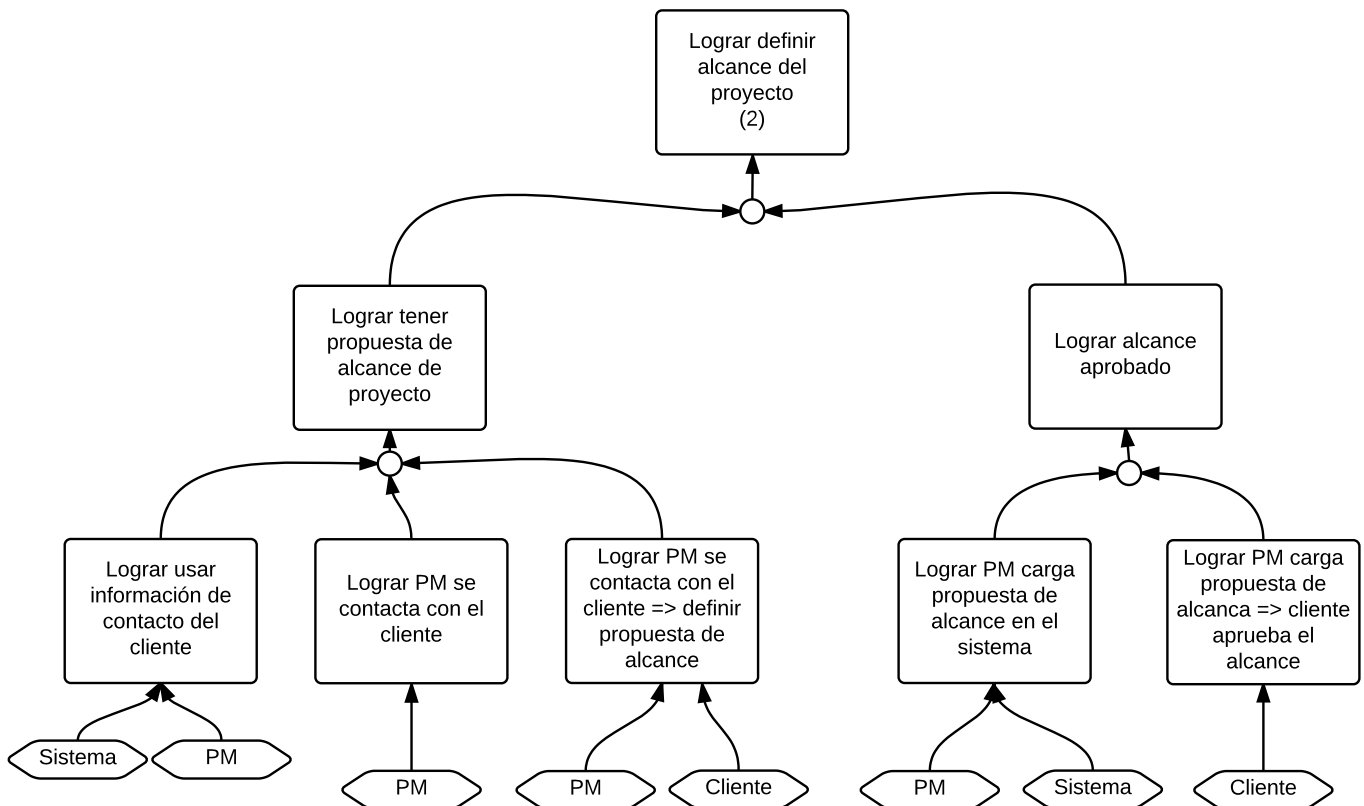 Lograr definir
alcance del
proyecto
(2)
Lograr tener
propuesta de
alcance de
proyecto
Lograr alcance
aprobado
Lograr usar
información de
contacto del
cliente
Lograr PM se
contacta con el
cliente
Lograr PM se
contacta con el
cliente => definir
propuesta de
alcance
Lograr PM carga
propuesta de
alcance en el
sistema
Lograr PM carga
propuesta de
alcanca => cliente
aprueba el
alcance
Sistema
PM
PM
PM
Cliente
PM
Sistema
Cliente